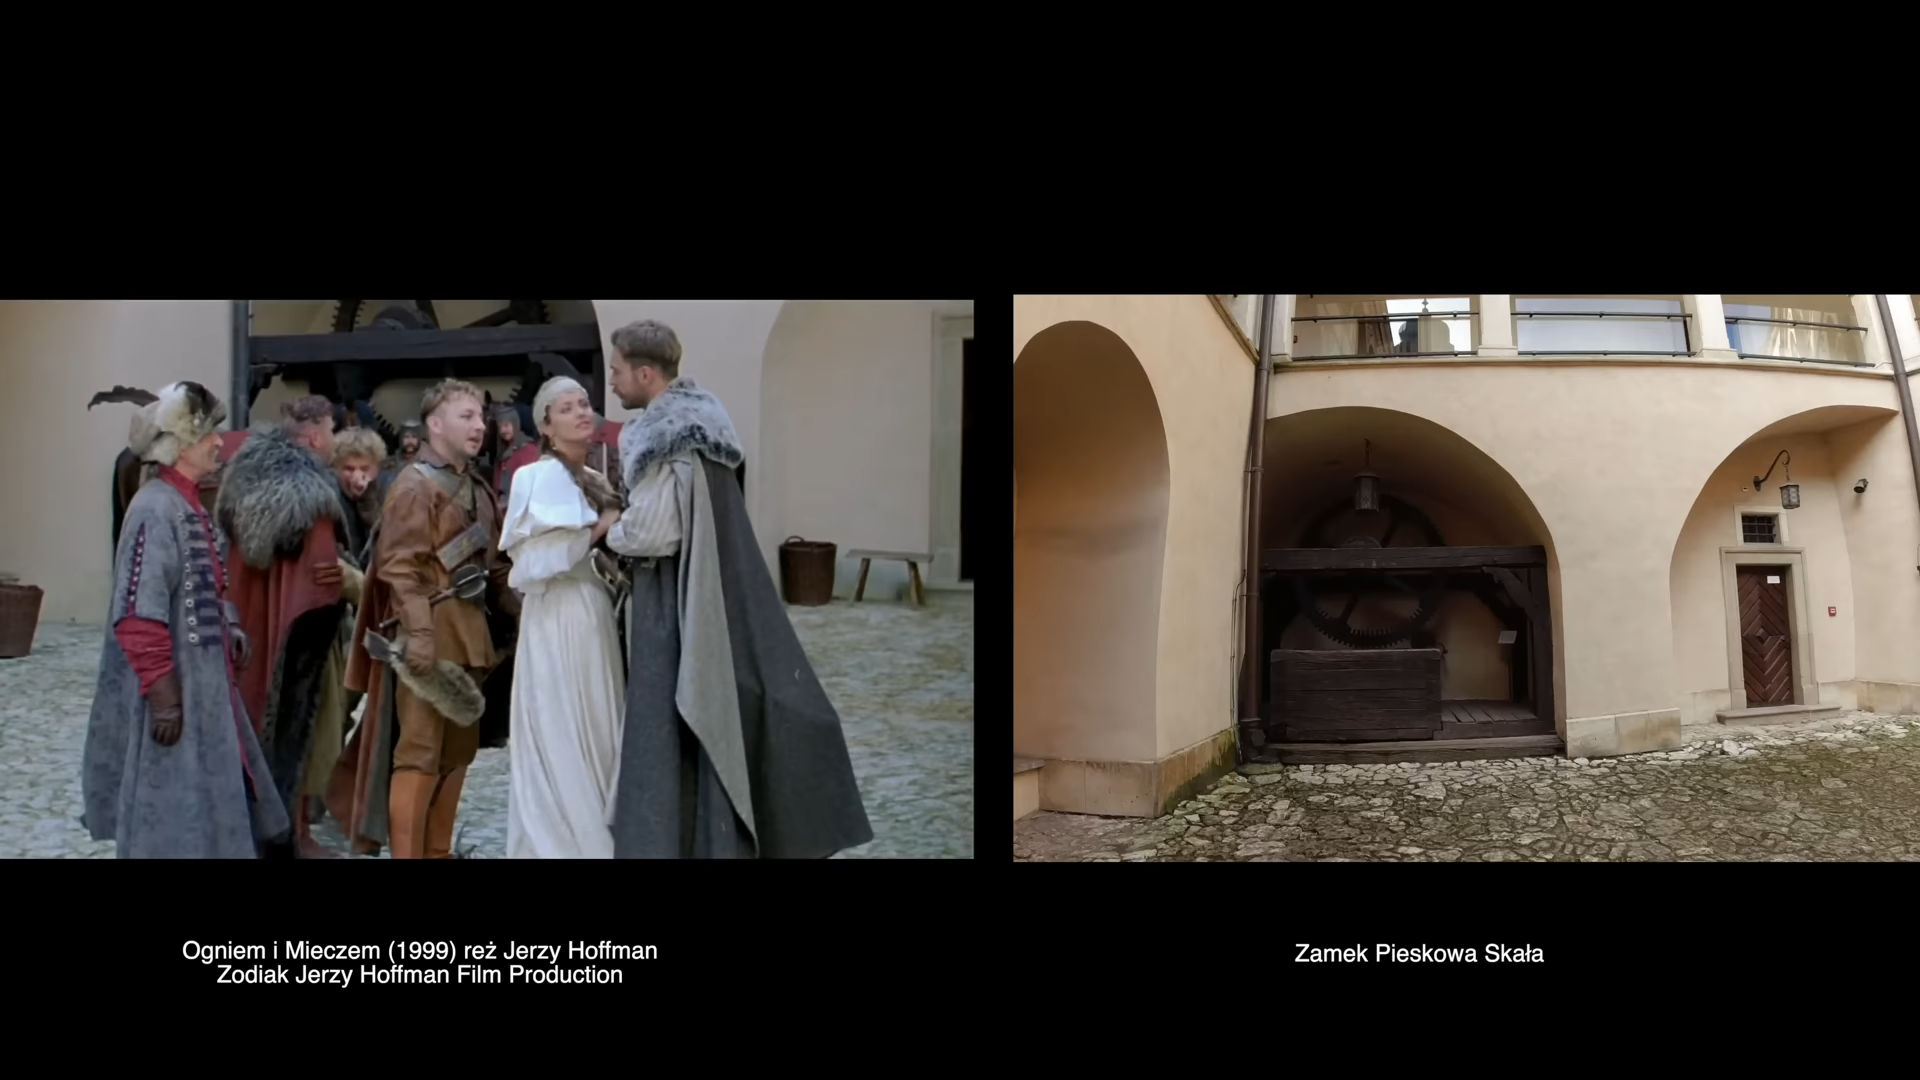 Ogniem i Mieczem (1999) reż Jerzy Hoffman
Zodiak Jerzy Hoffman Film Production
Zamek Pieskowa Skała